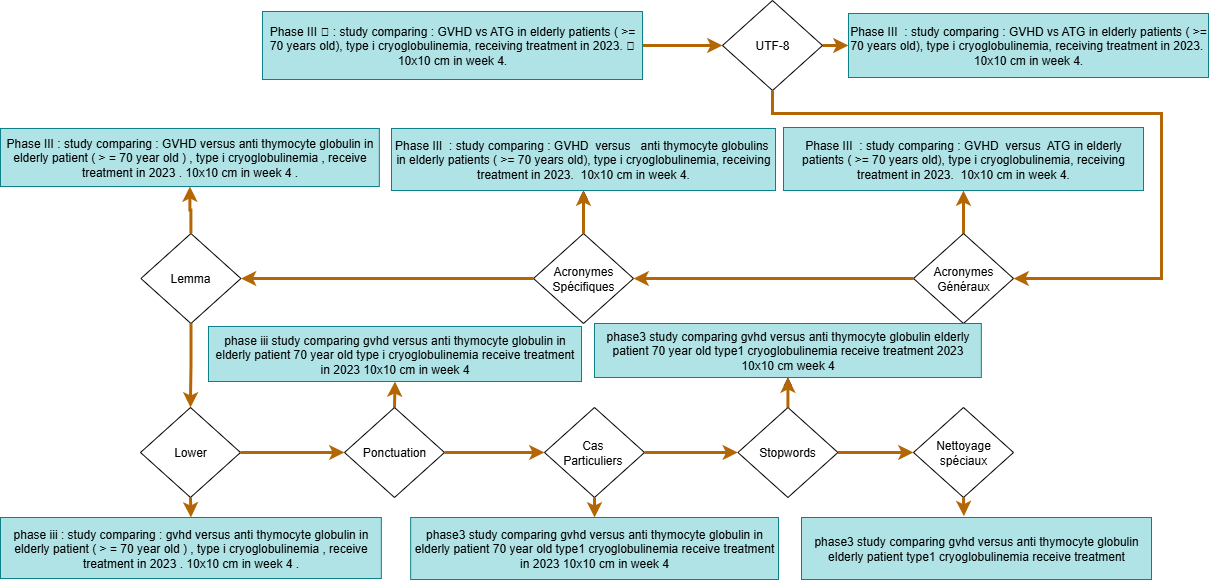 Phase III ▯ : study comparing : GVHD vs ATG in elderly patients ( >=
70 years old), type i cryoglobulinemia, receiving treatment in 2023. ▯
10x10 cm in week 4.
UTF-8
Phase III  : study comparing : GVHD vs ATG in elderly patients ( >=
70 years old), type i cryoglobulinemia, receiving treatment in 2023.
10x10 cm in week 4.
Phase III : study comparing : GVHD versus anti thymocyte globulin in
elderly patient ( > = 70 year old ) , type i cryoglobulinemia , receive
treatment in 2023 . 10x10 cm in week 4 .
Phase III  : study comparing : GVHD  versus   anti thymocyte globulins
in elderly patients ( >= 70 years old), type i cryoglobulinemia, receiving
treatment in 2023.  10x10 cm in week 4.
Phase III  : study comparing : GVHD  versus  ATG in elderly
patients ( >= 70 years old), type i cryoglobulinemia, receiving
treatment in 2023.  10x10 cm in week 4.
Lemma
Acronymes
Spécifiques
Acronymes
Généraux
phase iii study comparing gvhd versus anti thymocyte globulin in
elderly patient 70 year old type i cryoglobulinemia receive treatment
in 2023 10x10 cm in week 4
phase3 study comparing gvhd versus anti thymocyte globulin elderly
patient 70 year old type1 cryoglobulinemia receive treatment 2023
10x10 cm week 4
Lower
Ponctuation
Cas
Particuliers
Stopwords
Nettoyage
spéciaux
phase iii : study comparing : gvhd versus anti thymocyte globulin in
elderly patient ( > = 70 year old ) , type i cryoglobulinemia , receive
treatment in 2023 . 10x10 cm in week 4 .
phase3 study comparing gvhd versus anti thymocyte globulin in
elderly patient 70 year old type1 cryoglobulinemia receive treatment
in 2023 10x10 cm in week 4
phase3 study comparing gvhd versus anti thymocyte globulin
elderly patient type1 cryoglobulinemia receive treatment